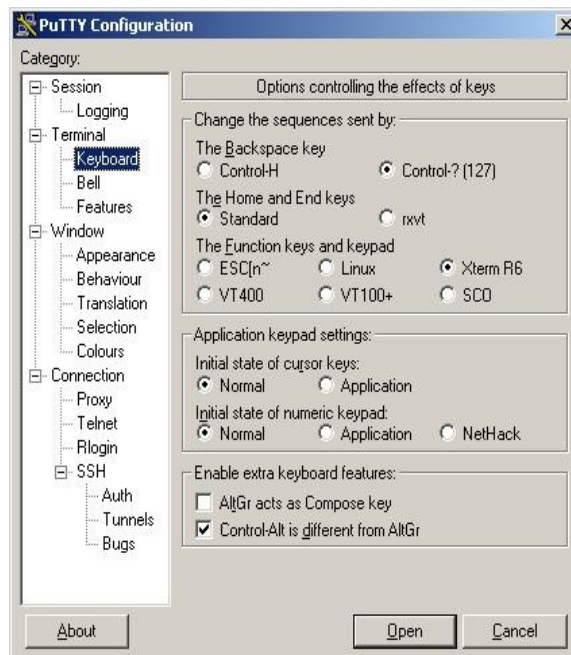 PuTTY Configuration
Category:
Session
Logging
Terminal
Keyboard
Bell
Features
Window
Appearance
Behaviour
Translation
Selection
Colours
Connection
Proxy
Telnet
Rlogin
SSH
Auth
Tunnels
Bugs
Options controlling the effects of keys
Change the sequences sent by:
The Backspace key
Control-H Control-? (127)
The Home and End keys
Standard rxvt
The Function keys and keypad
ESC[n~ Linux Xterm R6
VT400 VT100+ SCO
Application keypad settings:
Initial state of cursor keys:
Normal Application
Initial state of numeric keypad:
Normal Application NetHack
Enable extra keyboard features:
AltGr acts as Compose key
Control-Alt is different from AltGr
About Open Cancel